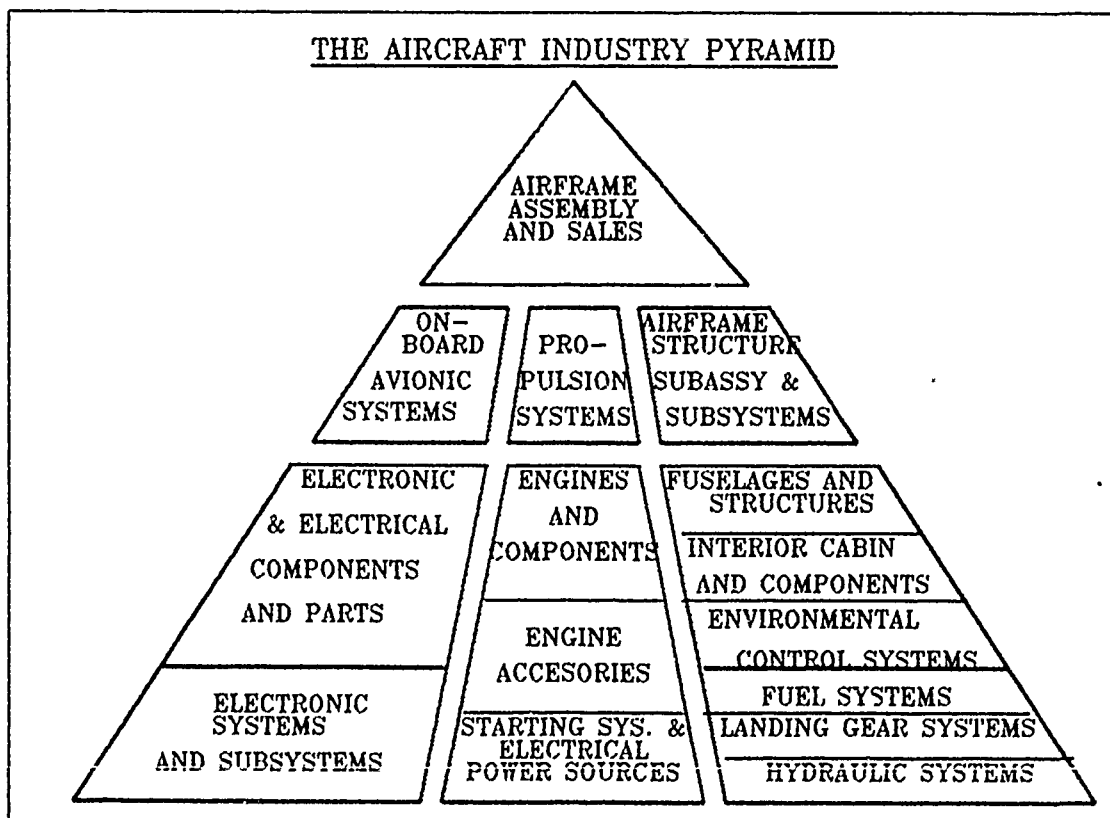 THE AIRCRAFT INDUSTRY PYRAMID
AIRFRAME
ASSEMBLY
AND SALES
ON-
BOARD
AVIONIC
SYSTEMS
PRO-
PULSION
SYSTEMS
AIRFRAME
STRUCTURE
SUBASSY &
SUBSYSTEMS
ELECTRONIC
& ELECTRICAL
COMPONENTS
AND PARTS
ELECTRONIC
SYSTEMS
AND SUBSYSTEMS
ENGINES
AND
COMPONENTS
ENGINE
ACCESORIES
STARTING SYS. &
ELECTRICAL
POWER SOURCES
FUSELAGES AND
STRUCTURES
INTERIOR CABIN
AND COMPONENTS
ENVIRONMENTAL
CONTROL SYSTEMS
FUEL SYSTEMS
LANDING GEAR SYSTEMS
HYDRAULIC SYSTEMS